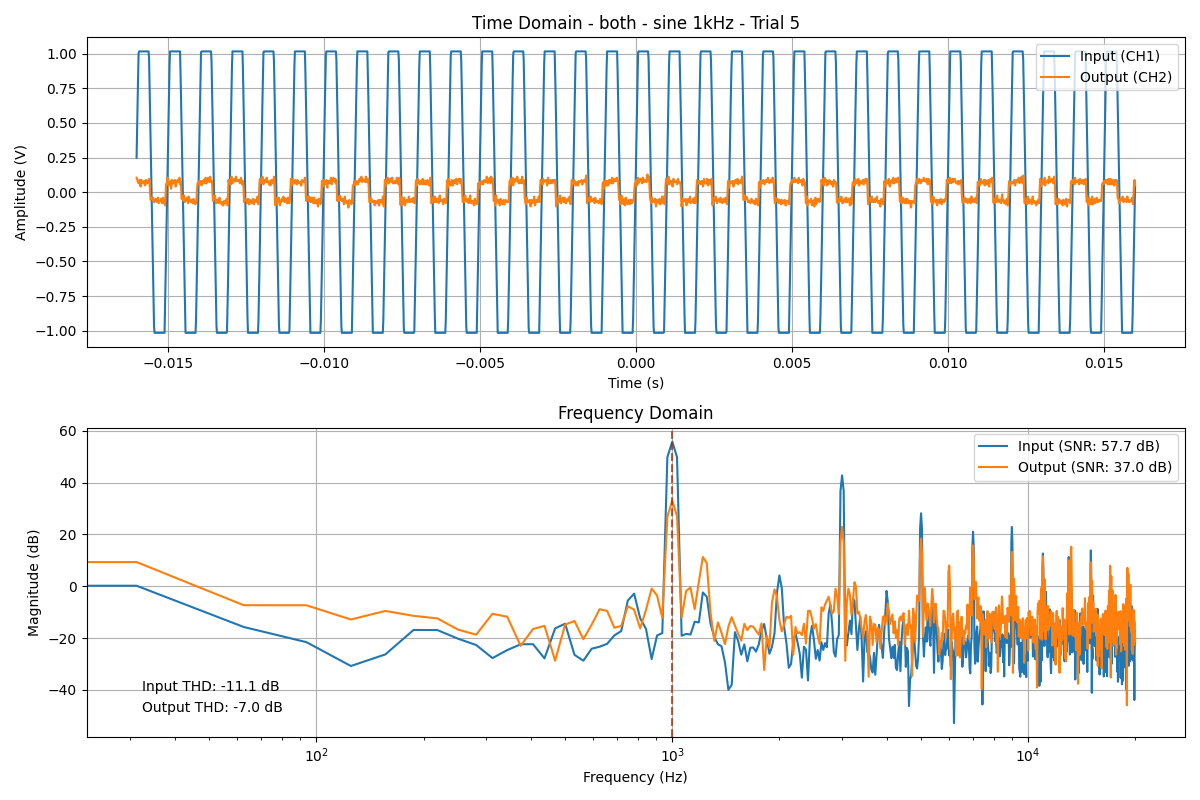 Time Domain - both - sine 1kHz - Trial 5
Amplitude (V)
1.00
0.75
0.50
0.25
0.00
−0.25
−0.50
−0.75
−1.00
Input (CH1)
Output (CH2)
−0.015
−0.010
−0.005
0.000
0.005
0.010
0.015
Time (s)
Frequency Domain
Magnitude (dB)
60
40
20
0
−20
−40
Input (SNR: 57.7 dB)
Output (SNR: 37.0 dB)
Input THD: -11.1 dB
Output THD: -7.0 dB
10²
10³
10⁴
Frequency (Hz)